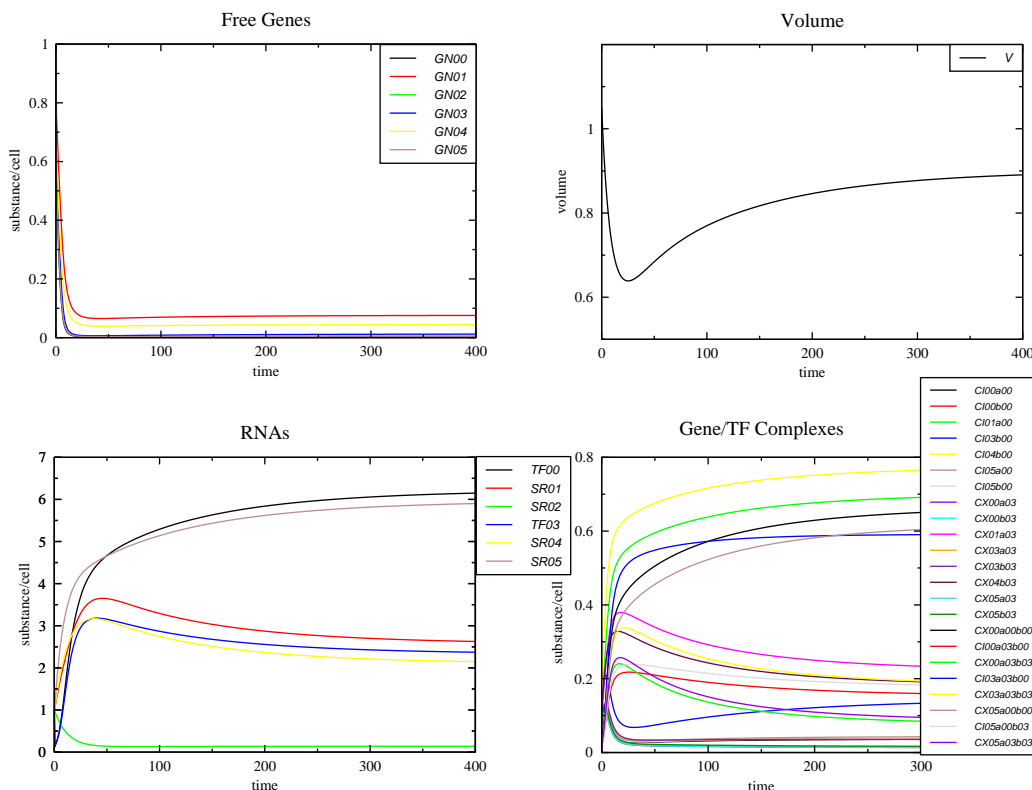 Free Genes
substance/cell
1
0.8
0.6
0.4
0.2
0
0 100 200 300 400
time
GN00
GN01
GN02
GN03
GN04
GN05
Volume
volume
1
0.8
0.6
0 100 200 300 400
time
V
RNAs
substance/cell
7
6
5
4
3
2
1
0
0 100 200 300 400
time
TF00
SR01
SR02
TF03
SR04
SR05
Gene/TF Complexes
substance/cell
0.8
0.6
0.4
0.2
0
0 100 200 300
time
CI00a00
CI00b00
CI01a00
CI03b00
CI04b00
CI05a00
CI05b00
CX00a03
CX00b03
CX01a03
CX03a03
CX03b03
CX04b03
CX05a03
CX05b03
CX00a00b00
CI00a03b00
CX00a03b03
CI03a03b00
CX03a03b03
CX05a00b00
CI05a00b03
CX05a03b03